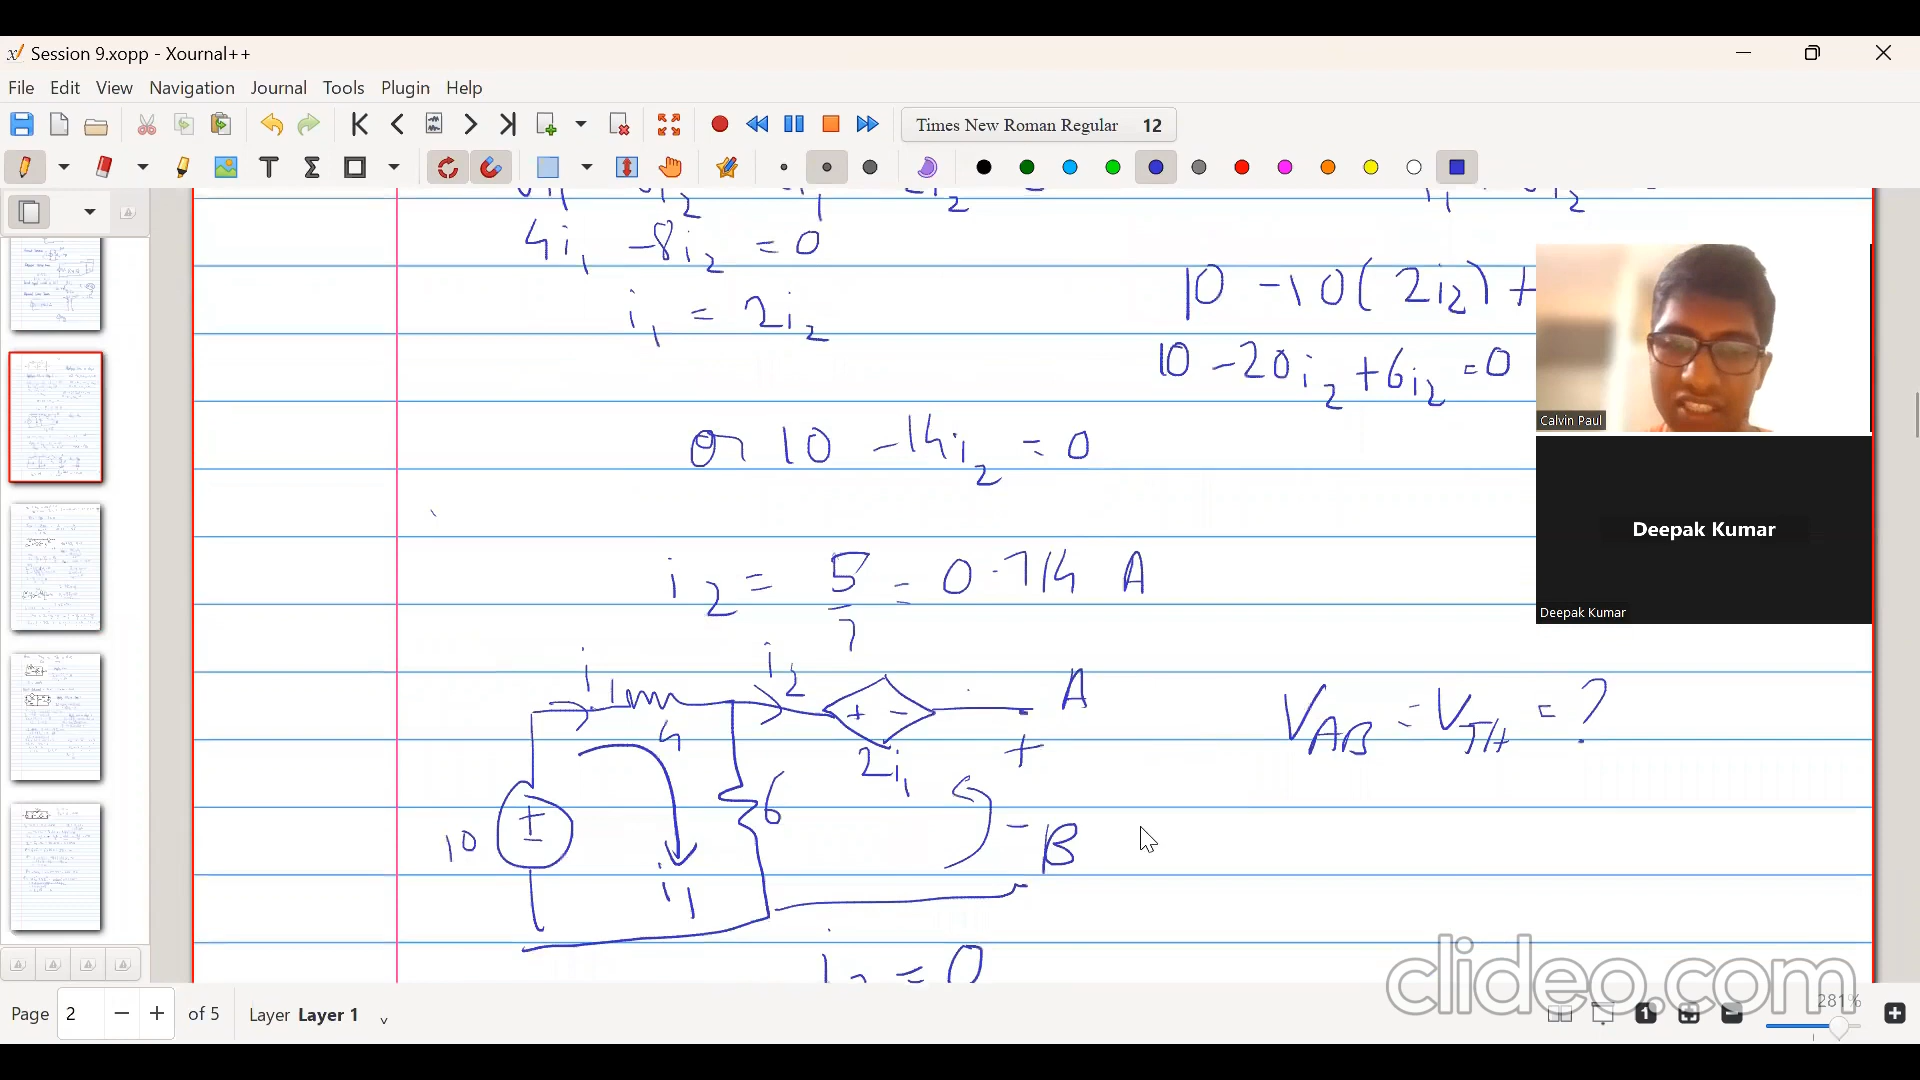 Session 9.xopp - Xournal++
File Edit View Navigation Journal Tools Plugin Help
Times New Roman Regular 12
4i1 -8i2 = 0
i1 = 2i2
10 -10(2i2) +
10 -20i2 +6i2 =0
or 10 -14i2 = 0
i2 = 5/7 = 0.714 A
i1 i2 A
4 + - VAB = VTH = ?
2i1 +
10 + - 6 - B
i1
i2 = 0
Calvin Paul
Deepak Kumar
Deepak Kumar
clideo.com
Page 2 of 5 Layer Layer 1 281%